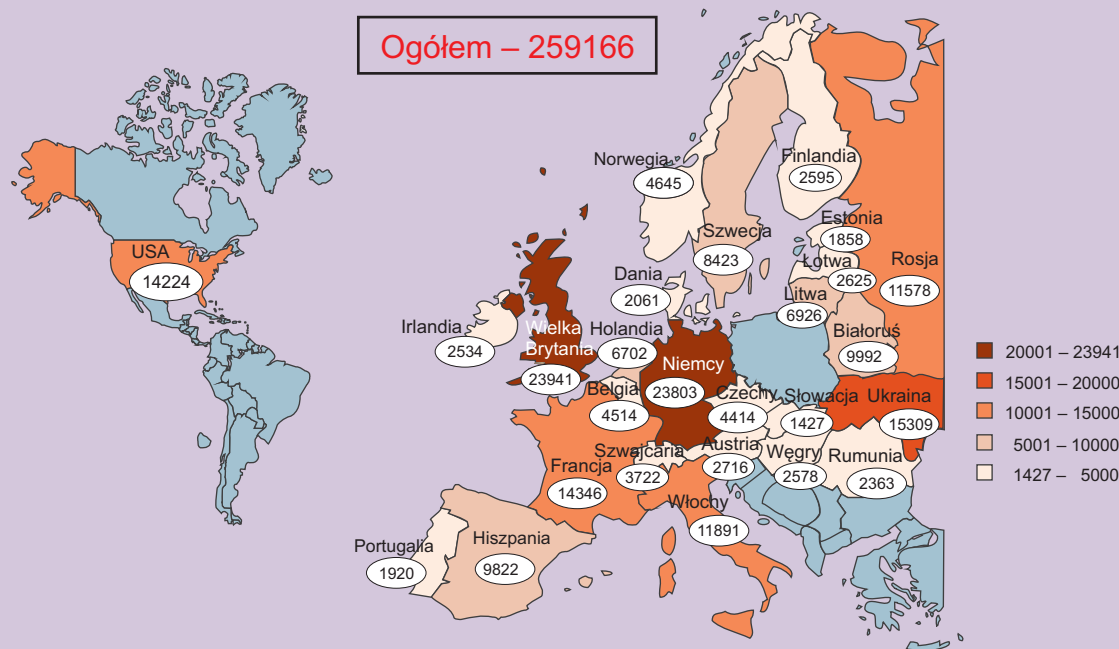 Ogółem – 259166
Norwegia
4645
Finlandia
2595
Estonia
1858
USA
14224
Szwecja
8423
Łotwa
2625
Rosja
11578
Dania
2061
Litwa
6926
Irlandia
2534
Wielka
Brytania
23941
Holandia
6702
Białoruś
9992
Niemcy
23803
Belgia
4514
Czechy
4414
Słowacja
1427
Ukraina
15309
Szwajcaria
3722
Austria
2716
Węgry
2578
Rumunia
2363
Francja
14346
Włochy
11891
Portugalia
1920
Hiszpania
9822
20001 – 23941
15001 – 20000
10001 – 15000
5001 – 10000
1427 – 5000